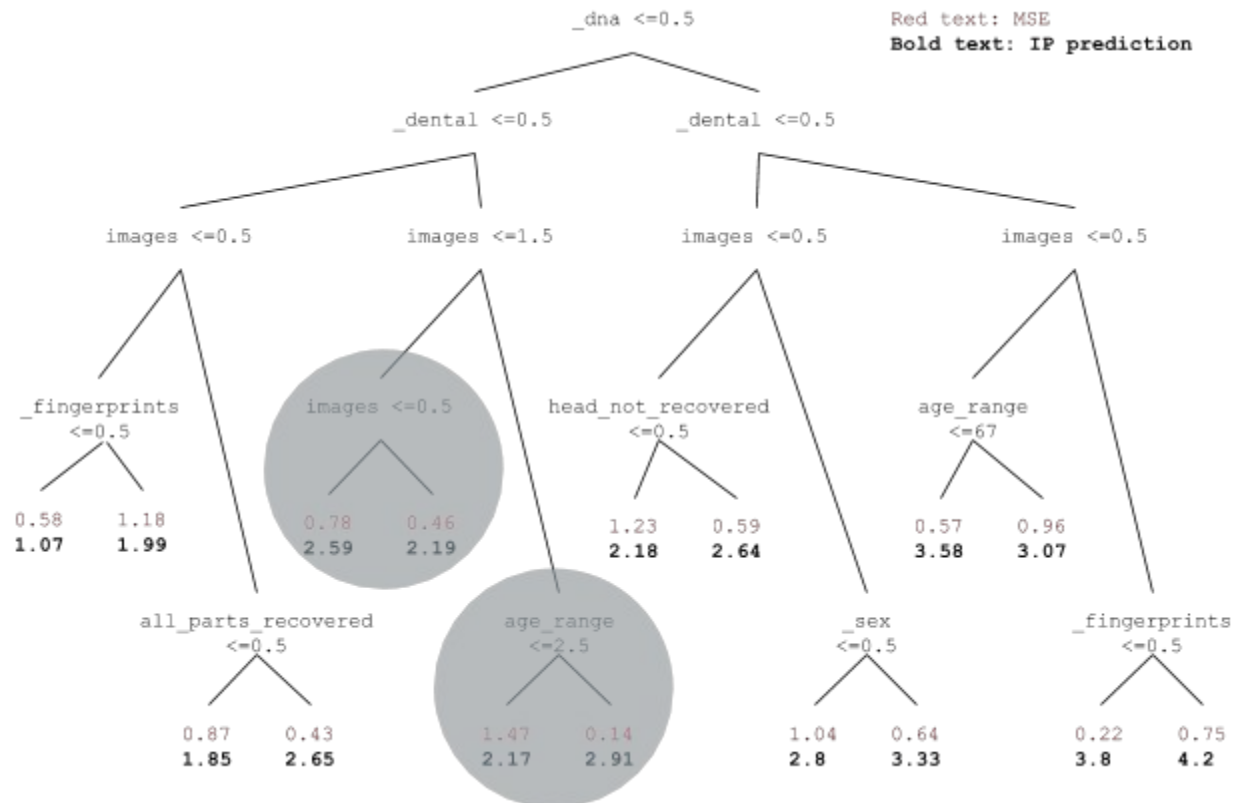 _dna <=0.5
Red text: MSE
Bold text: IP prediction
_dental <=0.5
_dental <=0.5
images <=0.5
images <=1.5
images <=0.5
images <=0.5
_fingerprints
<=0.5
images <=0.5
head_not_recovered
<=0.5
age_range
<=67
0.58 1.18
1.07 1.99
0.78 0.46
2.59 2.19
1.23 0.59
2.18 2.64
0.57 0.96
3.58 3.07
all_parts_recovered
<=0.5
age_range
<=2.5
_sex
<=0.5
_fingerprints
<=0.5
0.87 0.43
1.85 2.65
1.47 0.14
2.17 2.91
1.04 0.64
2.8 3.33
0.22 0.75
3.8 4.2